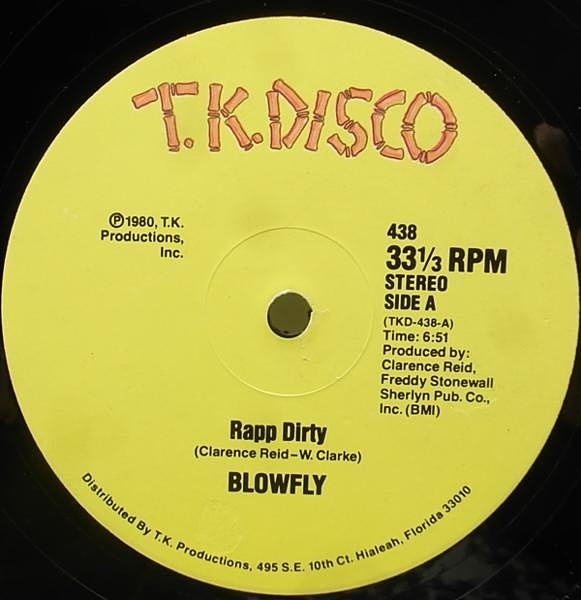 T.K.DISCO
℗1980, T.K.
Productions,
Inc.
438
33⅓ RPM
STEREO
SIDE A
(TKD-438-A)
Time: 6:51
Produced by:
Clarence Reid,
Freddy Stonewall
Sherlyn Pub. Co.,
Inc. (BMI)
Rapp Dirty
(Clarence Reid–W. Clarke)
BLOWFLY
Distributed By T.K. Productions, 495 S.E. 10th Ct. Hialeah, Florida 33010